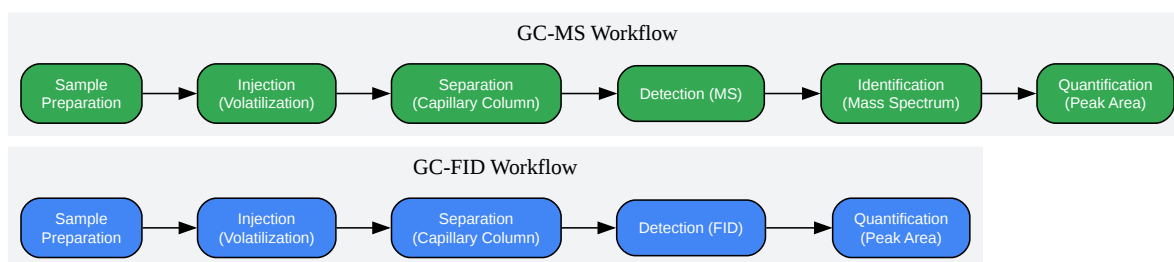 GC-MS Workflow
Sample
Preparation
Injection
(Volatilization)
Separation
(Capillary Column)
Detection (MS)
Identification
(Mass Spectrum)
Quantification
(Peak Area)
GC-FID Workflow
Sample
Preparation
Injection
(Volatilization)
Separation
(Capillary Column)
Detection (FID)
Quantification
(Peak Area)